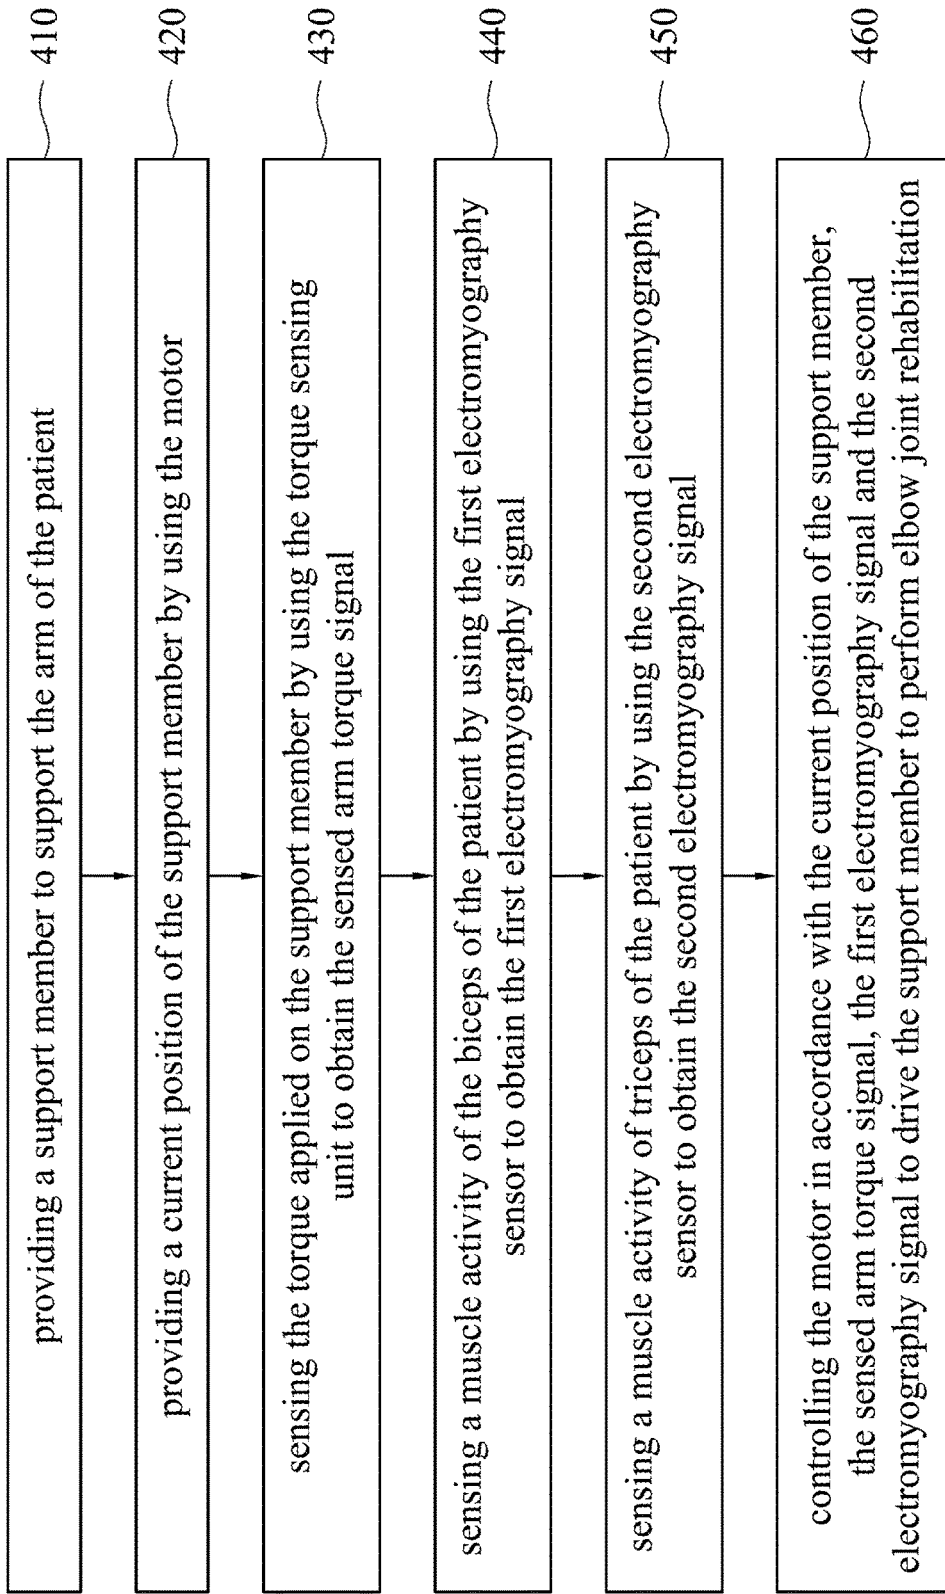 providing a support member to support the arm of the patient
410
providing a current position of the support member by using the motor
420
sensing the torque applied on the support member by using the torque sensing
unit to obtain the sensed arm torque signal
430
sensing a muscle activity of the biceps of the patient by using the first electromyography
sensor to obtain the first electromyography signal
440
sensing a muscle activity of triceps of the patient by using the second electromyography
sensor to obtain the second electromyography signal
450
controlling the motor in accordance with the current position of the support member,
the sensed arm torque signal, the first electromyography signal and the second
electromyography signal to drive the support member to perform elbow joint rehabilitation
460